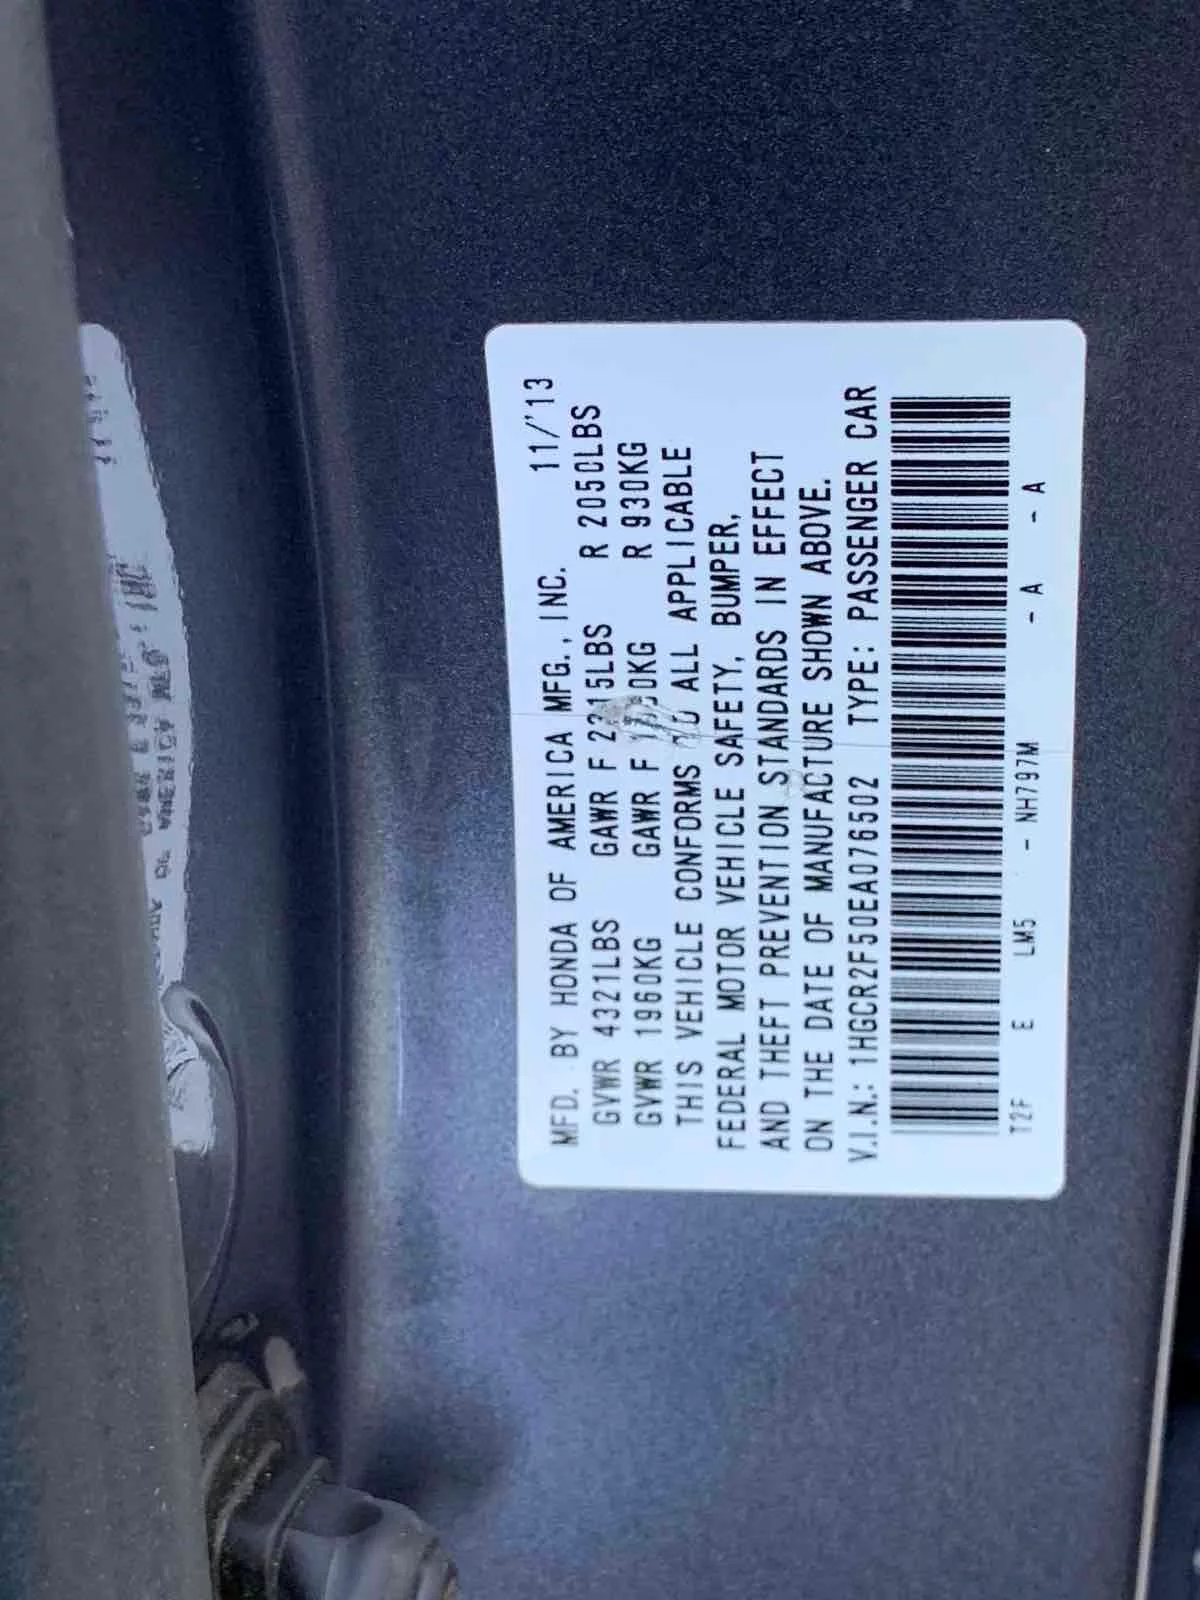 MFD. BY HONDA OF AMERICA MFG., INC. 11/'13
GVWR 4321LBS GAWR F R 2050LBS
GVWR 1960KG GAWR F R 930KG
THIS VEHICLE CONFORMS TO ALL APPLICABLE
FEDERAL MOTOR VEHICLE SAFETY, BUMPER,
AND THEFT PREVENTION STANDARDS IN EFFECT
ON THE DATE OF MANUFACTURE SHOWN ABOVE.
V.I.N.: 1HGCR2F50EA076502 TYPE: PASSENGER CAR
T2F E LM5 - NH797M - A - A